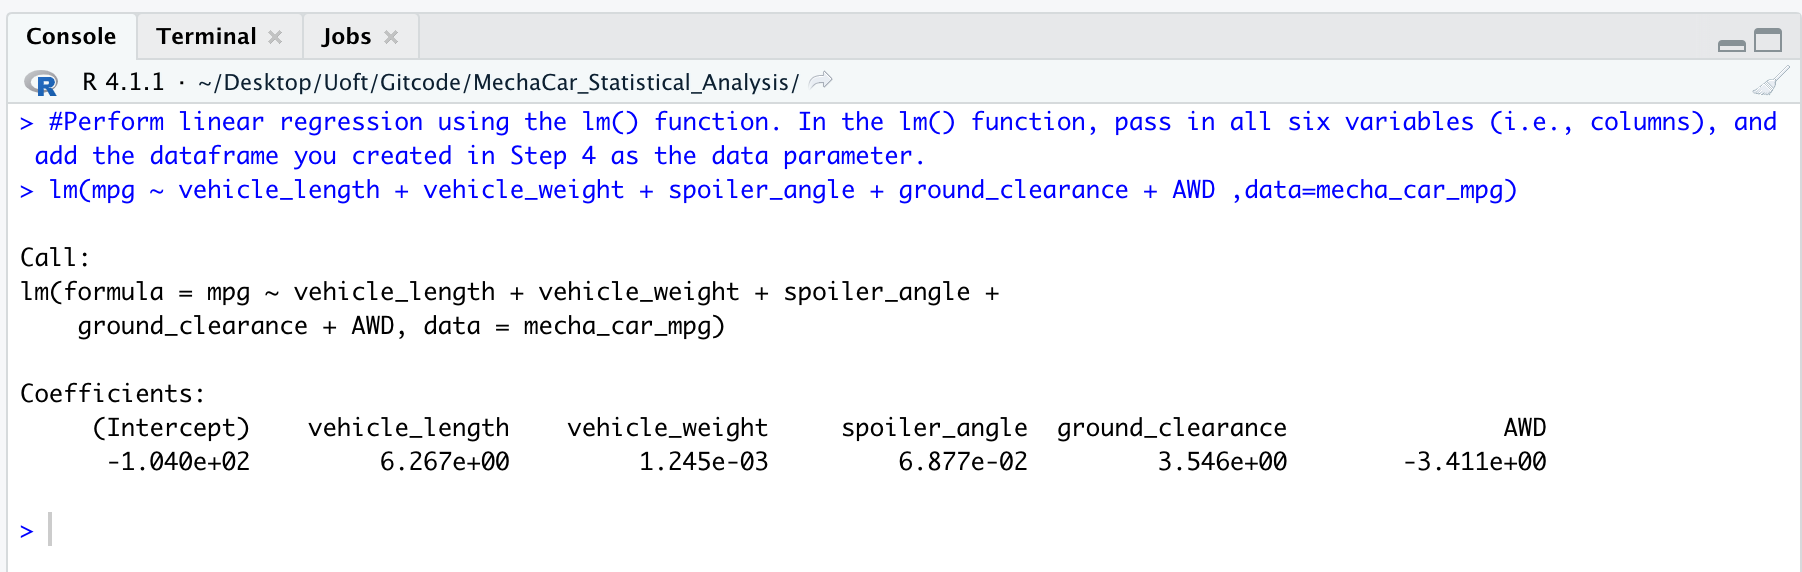 Console Terminal × Jobs ×
R R 4.1.1 · ~/Desktop/Uoft/Gitcode/MechaCar_Statistical_Analysis/
> #Perform linear regression using the lm() function. In the lm() function, pass in all six variables (i.e., columns), and
add the dataframe you created in Step 4 as the data parameter.
> lm(mpg ~ vehicle_length + vehicle_weight + spoiler_angle + ground_clearance + AWD ,data=mecha_car_mpg)
Call:
lm(formula = mpg ~ vehicle_length + vehicle_weight + spoiler_angle +
ground_clearance + AWD, data = mecha_car_mpg)
Coefficients:
(Intercept) vehicle_length vehicle_weight spoiler_angle ground_clearance AWD
-1.040e+02 6.267e+00 1.245e-03 6.877e-02 3.546e+00 -3.411e+00
>